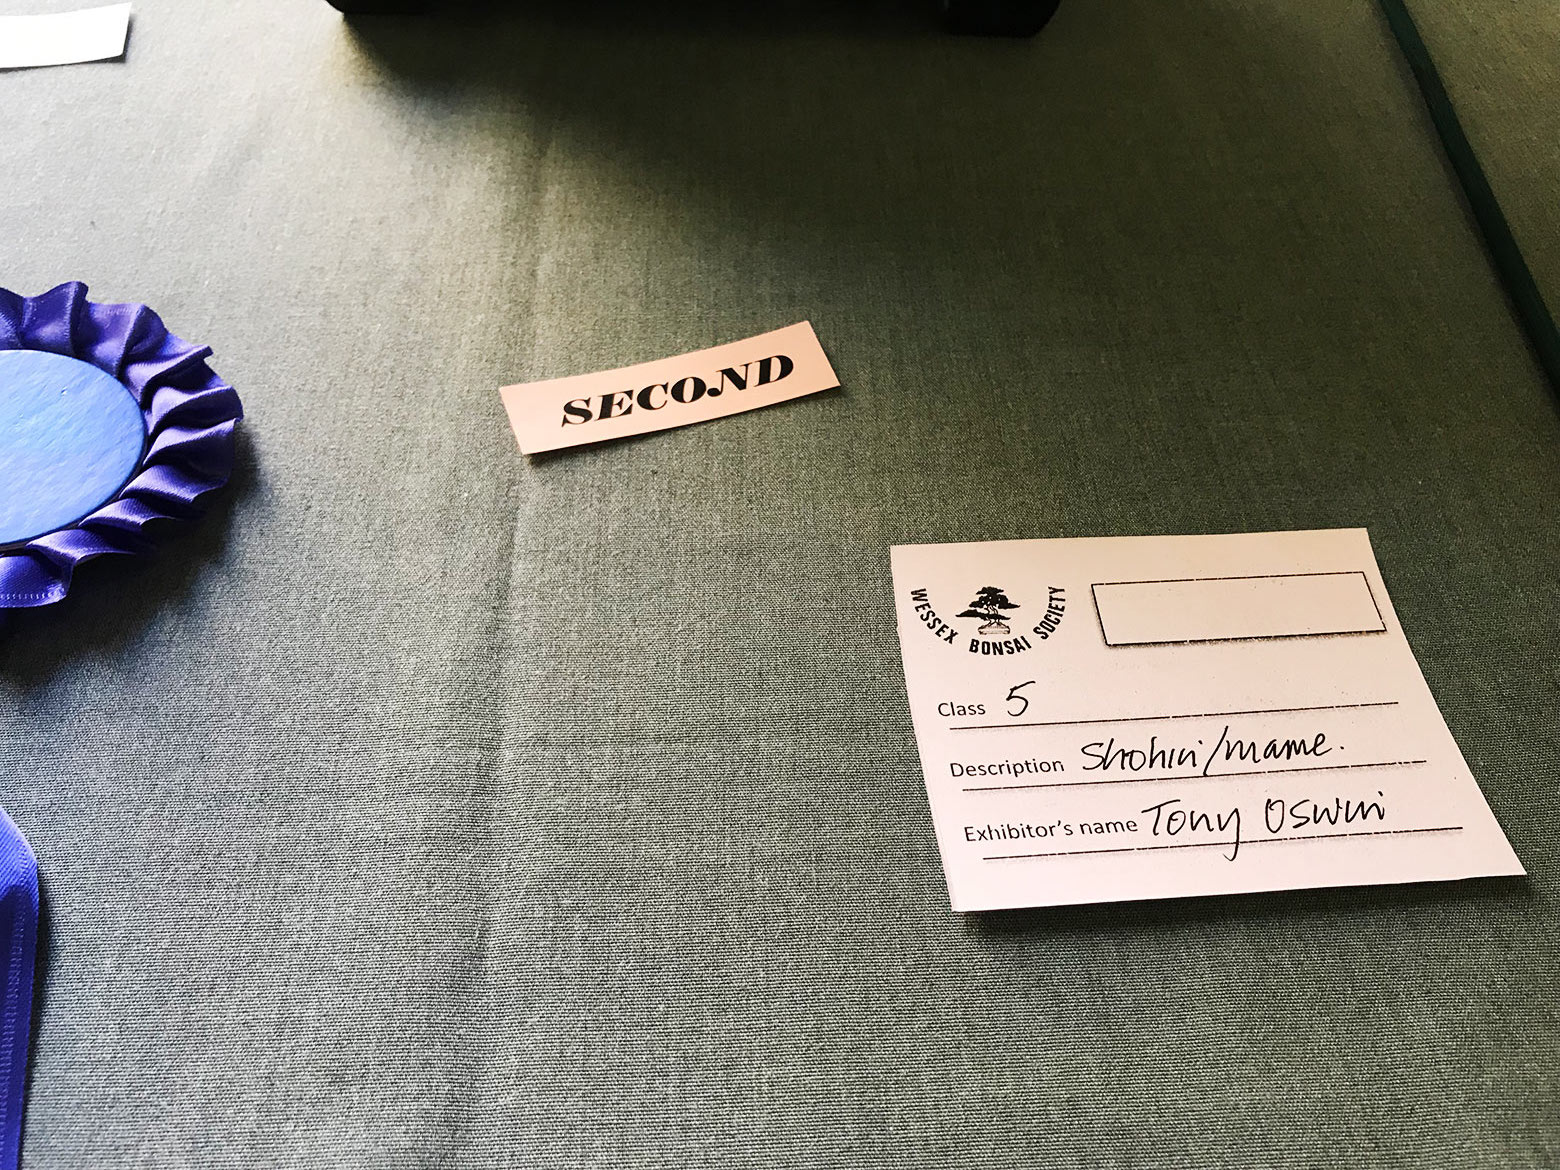 SECOND
WESSEX BONSAI SOCIETY
Class 5
Description Shohin/mame.
Exhibitor's name Tony Oswin